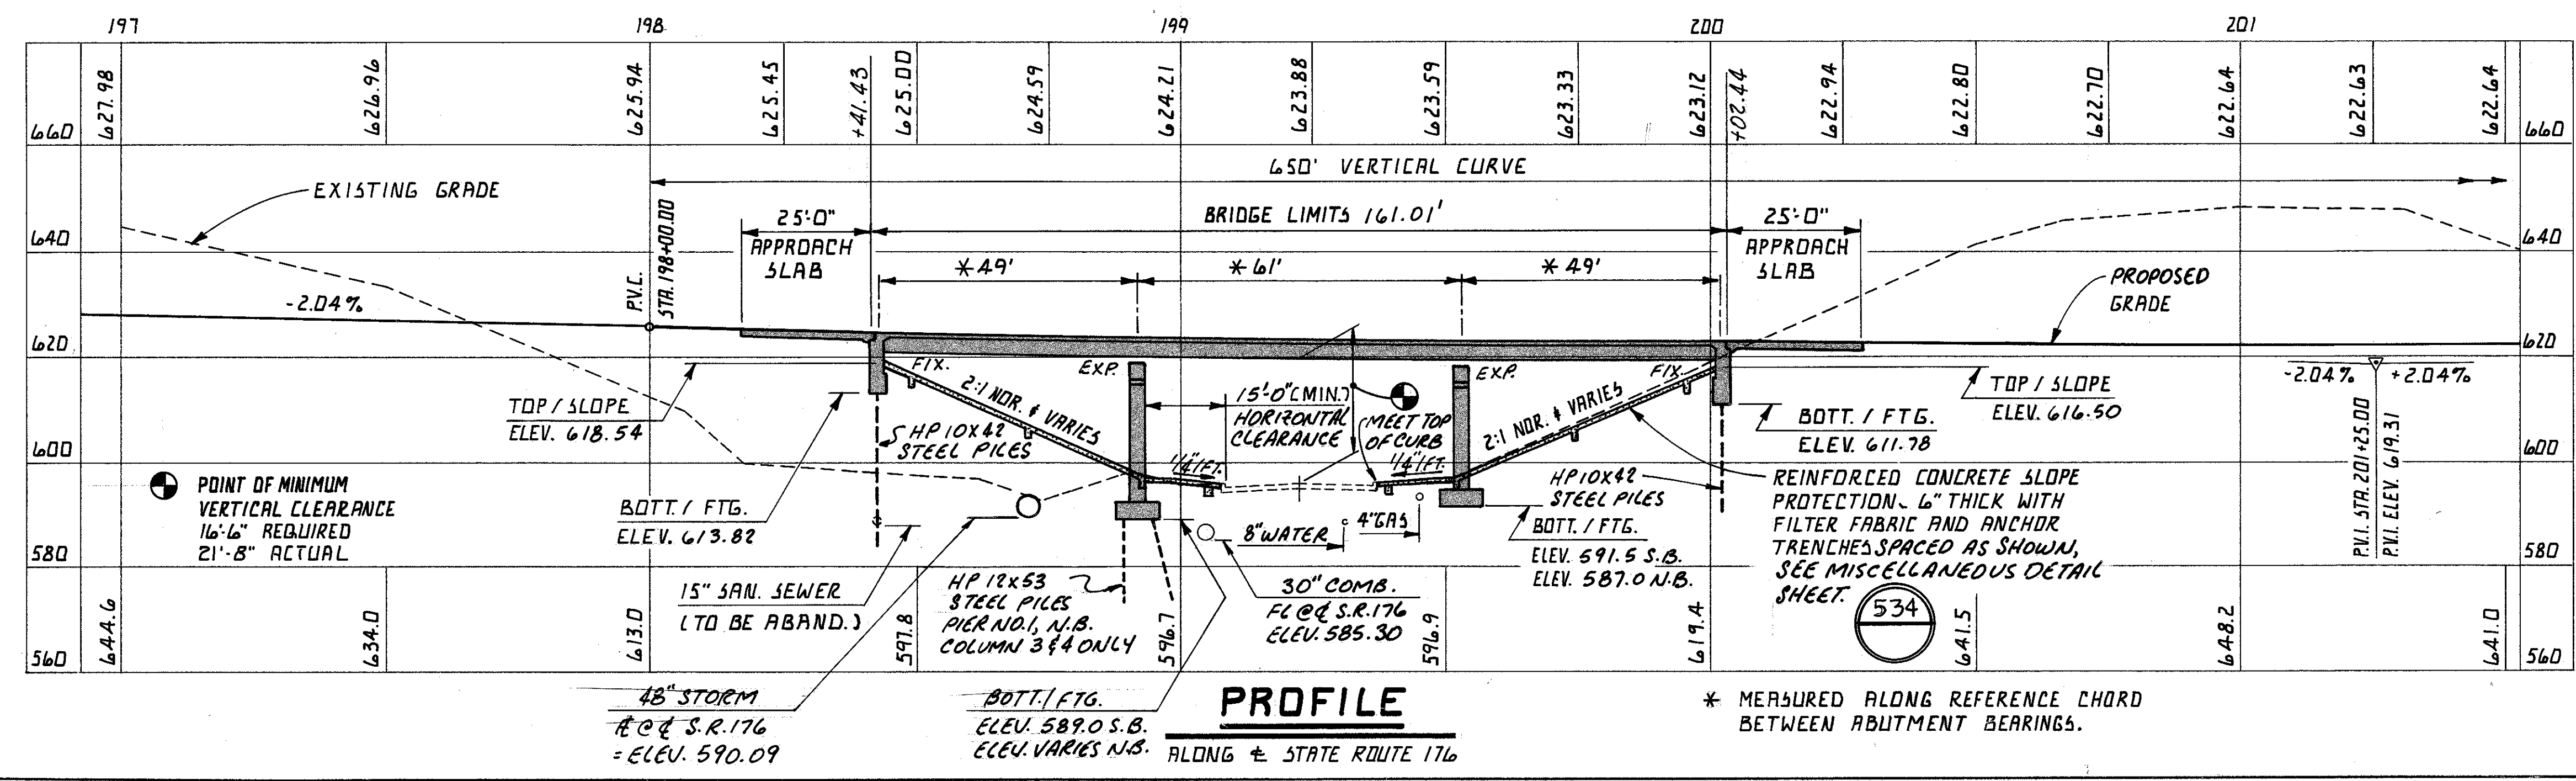 197 198 199 200 201
627.98 626.96 625.94 625.45 +41.43 625.00 624.59 624.21 623.88 623.59 623.33 623.12 +02.44 622.94 622.80 622.70 622.64 622.63 622.64
660 660
650' VERTICAL CURVE
EXISTING GRADE
BRIDGE LIMITS 161.01'
25'-0"
APPROACH
SLAB
25'-0"
APPROACH
SLAB
640 640
P.V.C.
STA. 198+00.00
* 49' * 61' * 49'
PROPOSED
GRADE
-2.04%
620 620
FIX. EXP. EXP. FIX.
2:1 NOR. & VARIES
2:1 NOR. & VARIES
15'-0" (MIN.)
HORIZONTAL
CLEARANCE
MEET TOP
OF CURB
1/4"/FT. 1/4"/FT.
-2.04% +2.04%
P.V.I. STA. 201+25.00
P.V.I. ELEV. 619.31
TOP / SLOPE
ELEV. 618.54
TOP / SLOPE
ELEV. 616.50
HP 10X42
STEEL PILES
BOTT. / FTG.
ELEV. 611.78
600 600
POINT OF MINIMUM
VERTICAL CLEARANCE
16'-6" REQUIRED
21'-8" ACTUAL
BOTT. / FTG.
ELEV. 613.82
HP 10X42
STEEL PILES
BOTT. / FTG.
ELEV. 591.5 S.B.
ELEV. 587.0 N.B.
REINFORCED CONCRETE SLOPE
PROTECTION - 6" THICK WITH
FILTER FABRIC AND ANCHOR
TRENCHES SPACED AS SHOWN,
SEE MISCELLANEOUS DETAIL
SHEET.
534
8" WATER
4" GAS
580 580
15" SAN. SEWER
(TO BE ABAND.)
HP 12X53
STEEL PILES
PIER NO.1, N.B.
COLUMN 3 & 4 ONLY
30" COMB.
FL @ ℄ S.R.176
ELEV. 585.30
644.6 634.0 613.0 597.8 596.7 596.9 619.4 641.5 648.2 641.0
560 560
48" STORM
℄ @ ℄ S.R.176
= ELEV. 590.09
BOTT. / FTG.
ELEV. 589.0 S.B.
ELEV. VARIES N.B.
PROFILE
ALONG ℄ STATE ROUTE 176
* MEASURED ALONG REFERENCE CHORD
BETWEEN ABUTMENT BEARINGS.